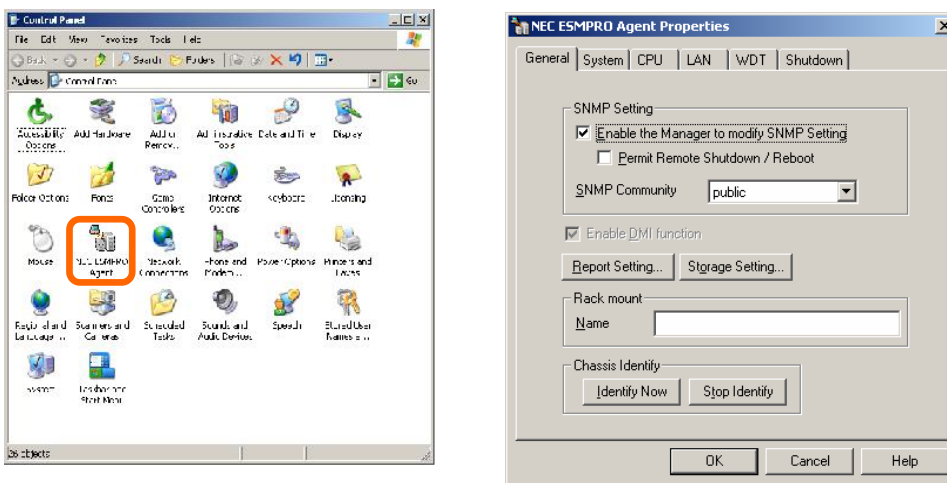 Control Panel
File Edit View Favorites Tools Help
Back Search Folders
Address Control Panel Go
Accessibility Options
Add Hardware
Add or Remov...
Administrative Tools
Date and Time
Display
Folder Options
Fonts
Game Controllers
Internet Options
Keyboard
Licensing
Mouse
NEC ESMPRO Agent
Network Connections
Phone and Modem ...
Power Options
Printers and Faxes
Regional and Language ...
Scanners and Cameras
Scheduled Tasks
Sounds and Audio Devices
Speech
Stored User Names a...
System
Taskbar and Start Menu
26 objects
NEC ESMPRO Agent Properties
General System CPU LAN WDT Shutdown
SNMP Setting
Enable the Manager to modify SNMP Setting
Permit Remote Shutdown / Reboot
SNMP Community public
Enable DMI function
Report Setting... Storage Setting...
Rack mount
Name
Chassis Identify
Identify Now Stop Identify
OK Cancel Help